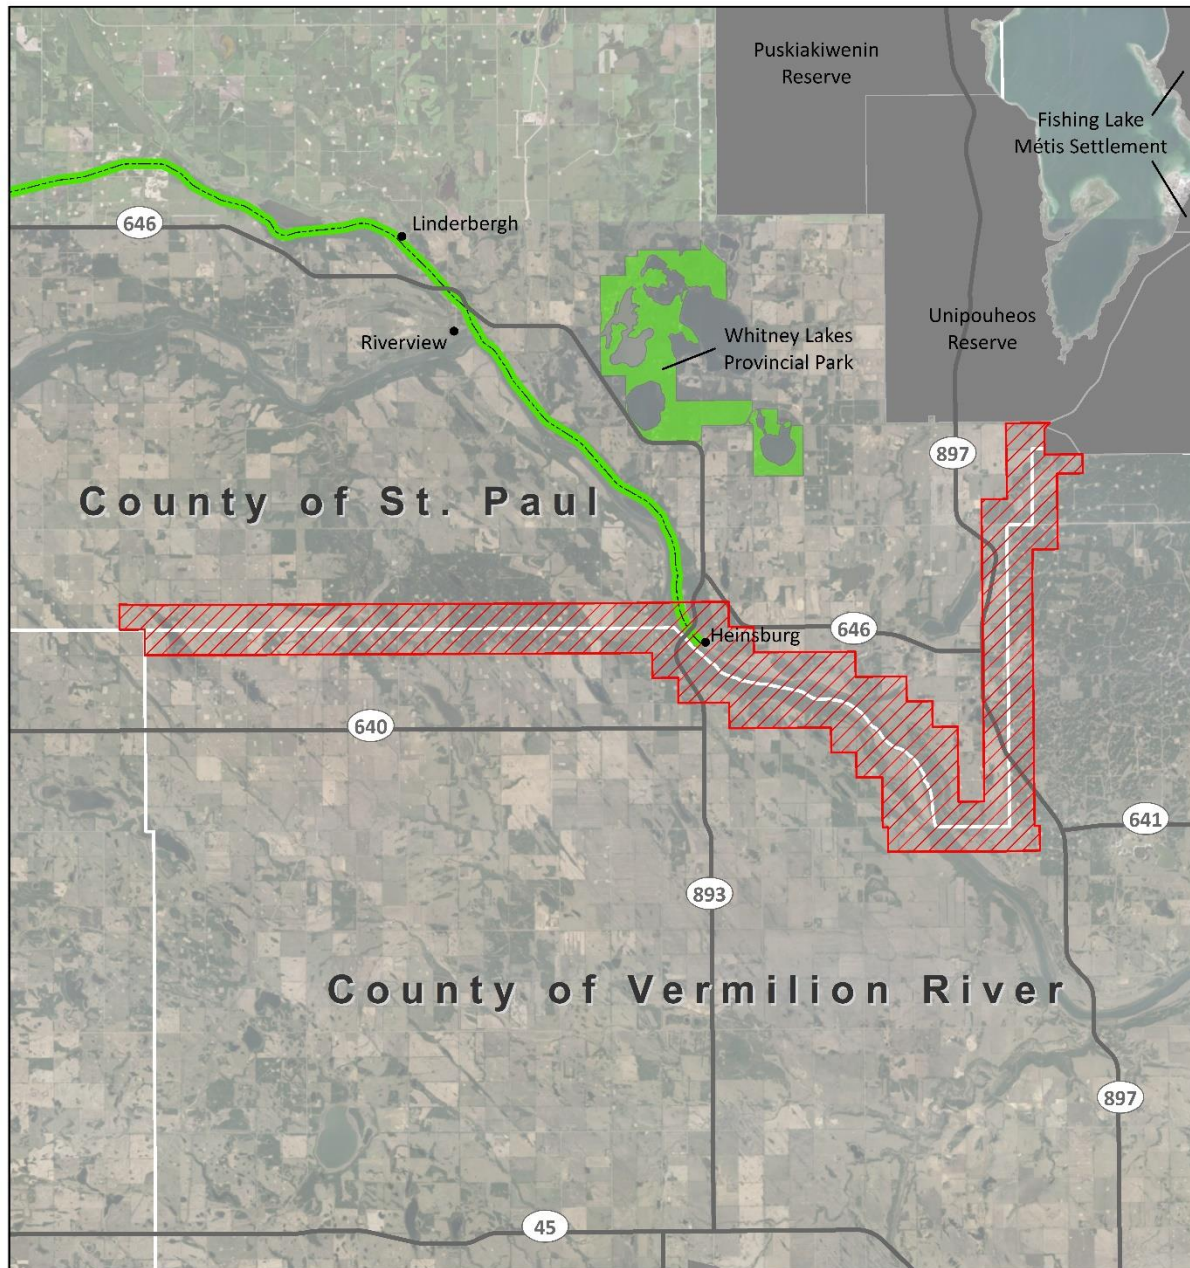 Puskiakiwenin
Reserve
Fishing Lake
Métis Settlement
646
Linderbergh
Unipouheos
Reserve
Riverview
Whitney Lakes
Provincial Park
897
County of St. Paul
646
Heinsburg
640
641
893
County of Vermilion River
897
45